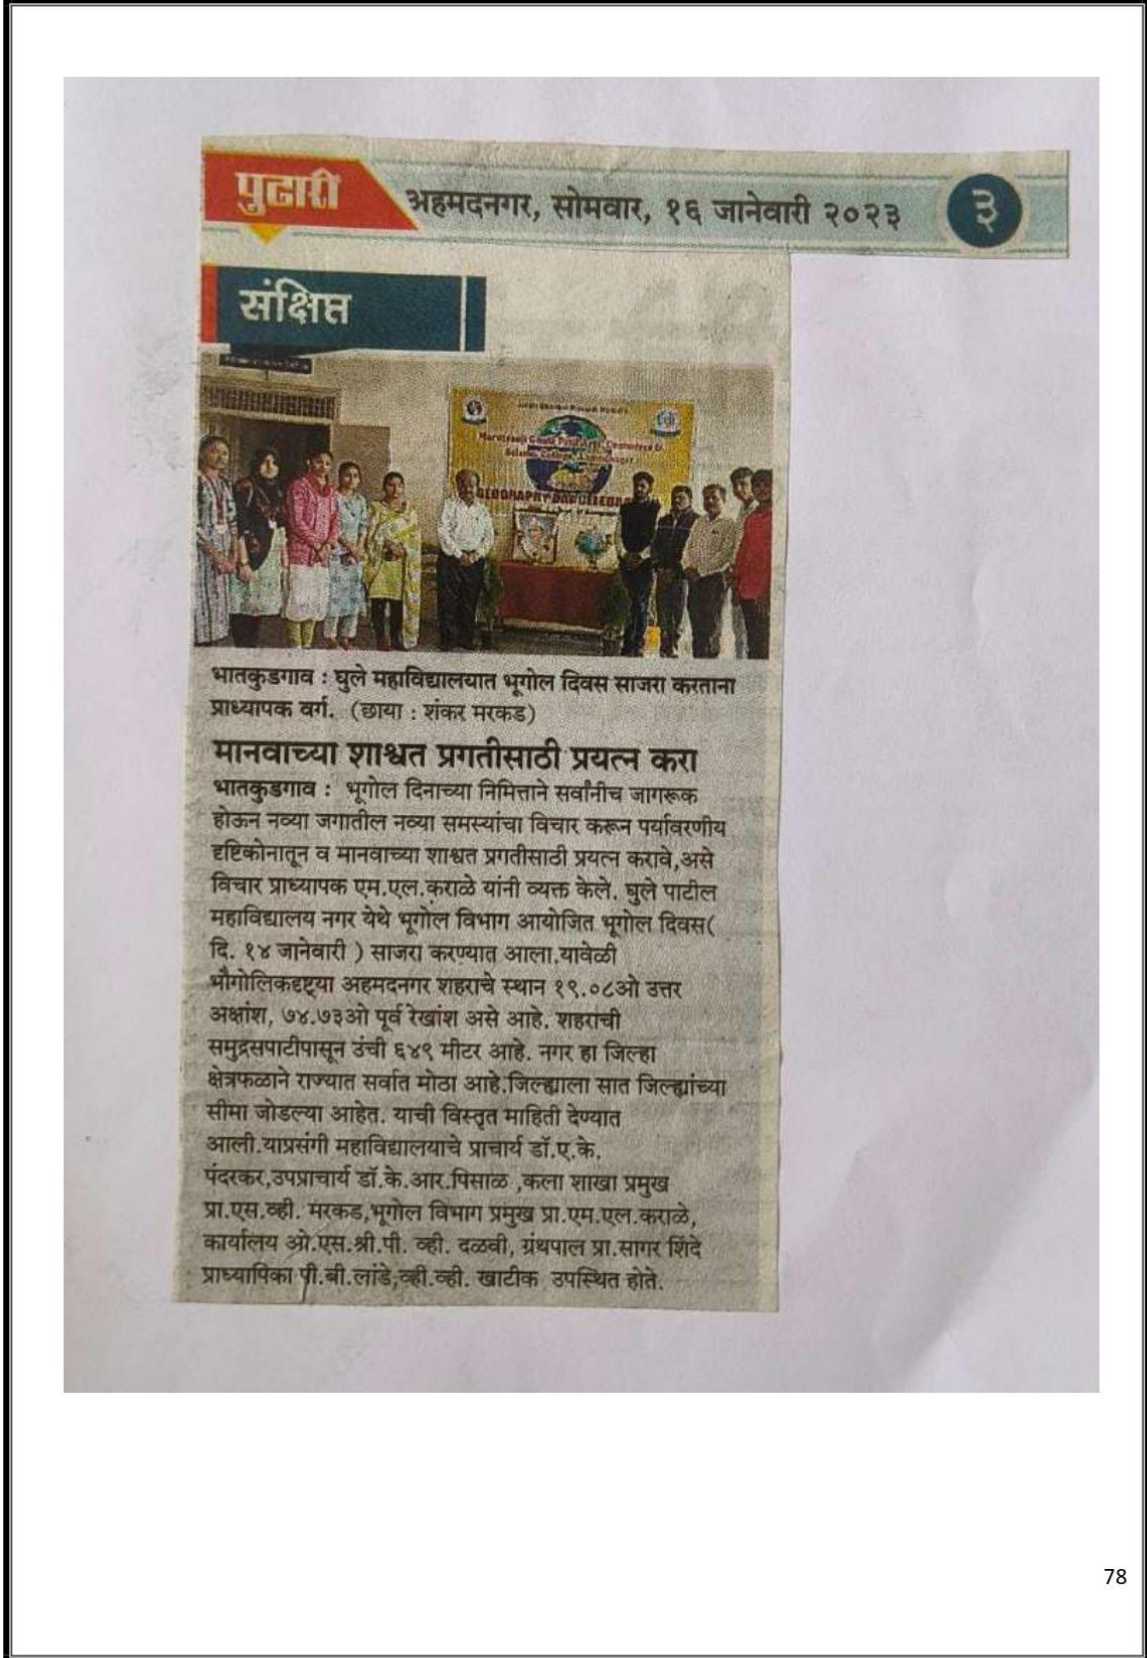 पुढारी
अहमदनगर, सोमवार, १६ जानेवारी २०२३
३
संक्षिप्त
Science College
GEOGRAPHY DAY CELEBRA
भातकुडगाव : घुले महाविद्यालयात भूगोल दिवस साजरा करताना
प्राध्यापक वर्ग. (छाया : शंकर मरकड)
मानवाच्या शाश्वत प्रगतीसाठी प्रयत्न करा
भातकुडगाव : भूगोल दिनाच्या निमित्ताने सर्वांनीच जागरूक
होऊन नव्या जगातील नव्या समस्यांचा विचार करून पर्यावरणीय
दृष्टिकोनातून व मानवाच्या शाश्वत प्रगतीसाठी प्रयत्न करावे,असे
विचार प्राध्यापक एम.एल.कराळे यांनी व्यक्त केले. घुले पाटील
महाविद्यालय नगर येथे भूगोल विभाग आयोजित भूगोल दिवस(
दि. १४ जानेवारी ) साजरा करण्यात आला.यावेळी
भौगोलिकदृष्ट्या अहमदनगर शहराचे स्थान १९.०८ओ उत्तर
अक्षांश, ७४.७३ओ पूर्व रेखांश असे आहे. शहराची
समुद्रसपाटीपासून उंची ६४९ मीटर आहे. नगर हा जिल्हा
क्षेत्रफळाने राज्यात सर्वात मोठा आहे.जिल्ह्याला सात जिल्ह्यांच्या
सीमा जोडल्या आहेत. याची विस्तृत माहिती देण्यात
आली.याप्रसंगी महाविद्यालयाचे प्राचार्य डॉ.ए.के.
पंदरकर,उपप्राचार्य डॉ.के.आर.पिसाळ ,कला शाखा प्रमुख
प्रा.एस.व्ही. मरकड,भूगोल विभाग प्रमुख प्रा.एम.एल.कराळे,
कार्यालय ओ.एस.श्री.पी. व्ही. दळवी, ग्रंथपाल प्रा.सागर शिंदे
प्राध्यापिका पी.बी.लांडे,व्ही.व्ही. खाटीक उपस्थित होते.
78